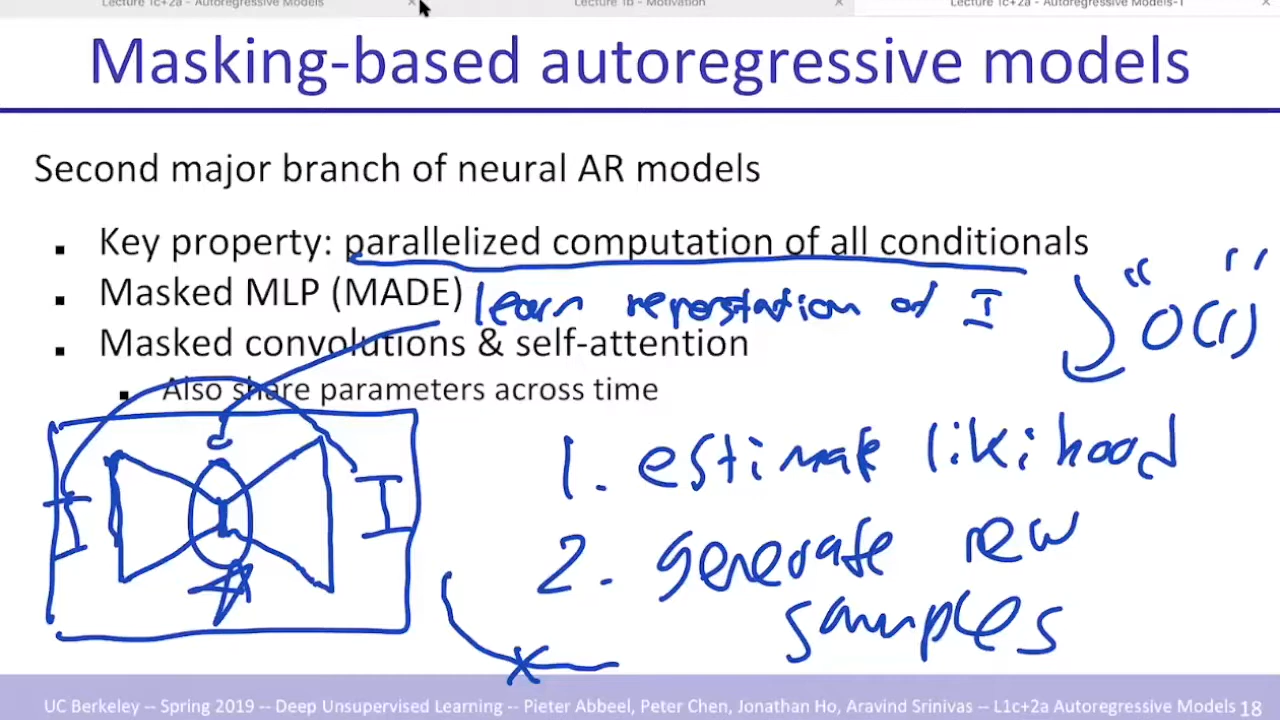 Lecture 1c+2a - Autoregressive Models
Lecture 1b - Motivation
Lecture 1c+2a - Autoregressive Models-1
Masking-based autoregressive models
Second major branch of neural AR models
Key property: parallelized computation of all conditionals
Masked MLP (MADE)
learn reperstation of I
"O(1)"
Masked convolutions & self-attention
Also share parameters across time
I
I
1. estimate likihood
2. generate new
samples
UC Berkeley -- Spring 2019 -- Deep Unsupervised Learning -- Pieter Abbeel, Peter Chen, Jonathan Ho, Aravind Srinivas -- L1c+2a Autoregressive Models 18